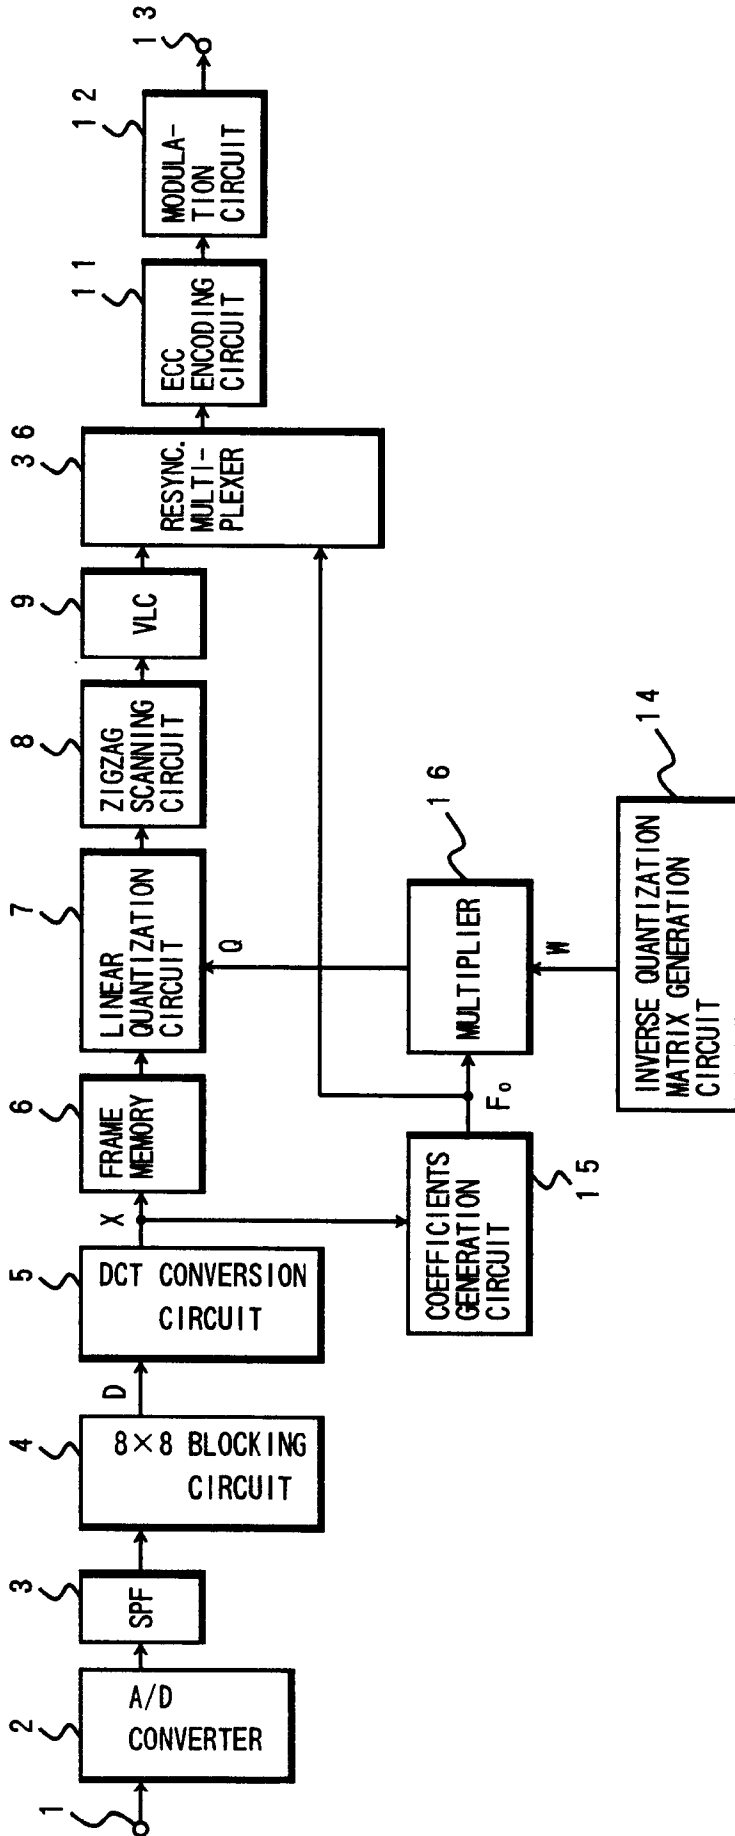 1
2
A/D
CONVERTER
3
SPF
4
8×8 BLOCKING
CIRCUIT
D
5
DCT CONVERSION
CIRCUIT
X
6
FRAME
MEMORY
7
LINEAR
QUANTIZATION
CIRCUIT
8
ZIGZAG
SCANNING
CIRCUIT
9
VLC
36
RESYNC.
MULTI-
PLEXER
11
ECC
ENCODING
CIRCUIT
12
MODULA-
TION
CIRCUIT
13
COEFFICIENTS
GENERATION
CIRCUIT
15
F₀
Q
MULTIPLIER
16
W
INVERSE QUANTIZATION
MATRIX GENERATION
CIRCUIT
14